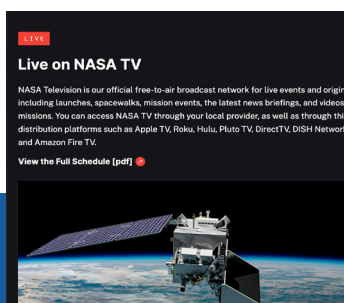 LIVE
Live on NASA TV
NASA Television is our official free-to-air broadcast network for live events and
including launches, spacewalks, mission events, the latest news briefings, and videos
missions. You can access NASA TV through your local provider, as well as through
distribution platforms such as Apple TV, Roku, Hulu, Pluto TV, DirectTV, DISH
and Amazon Fire TV.
View the Full Schedule [pdf]